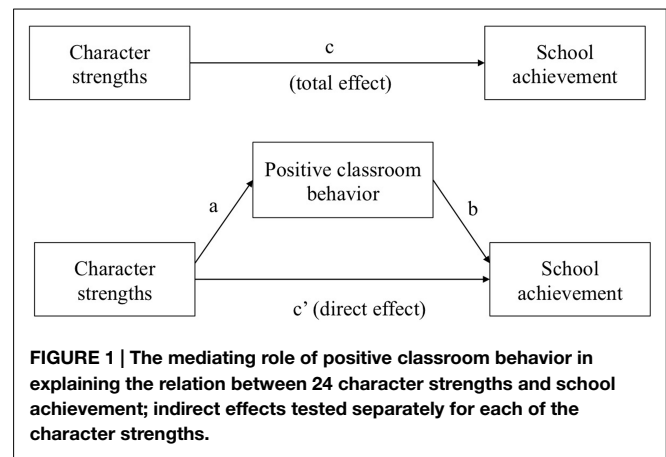 Character
strengths
c
(total effect)
School
achievement
Positive classroom
behavior
a
b
Character
strengths
c’ (direct effect)
School
achievement
FIGURE 1 | The mediating role of positive classroom behavior in
explaining the relation between 24 character strengths and school
achievement; indirect effects tested separately for each of the
character strengths.